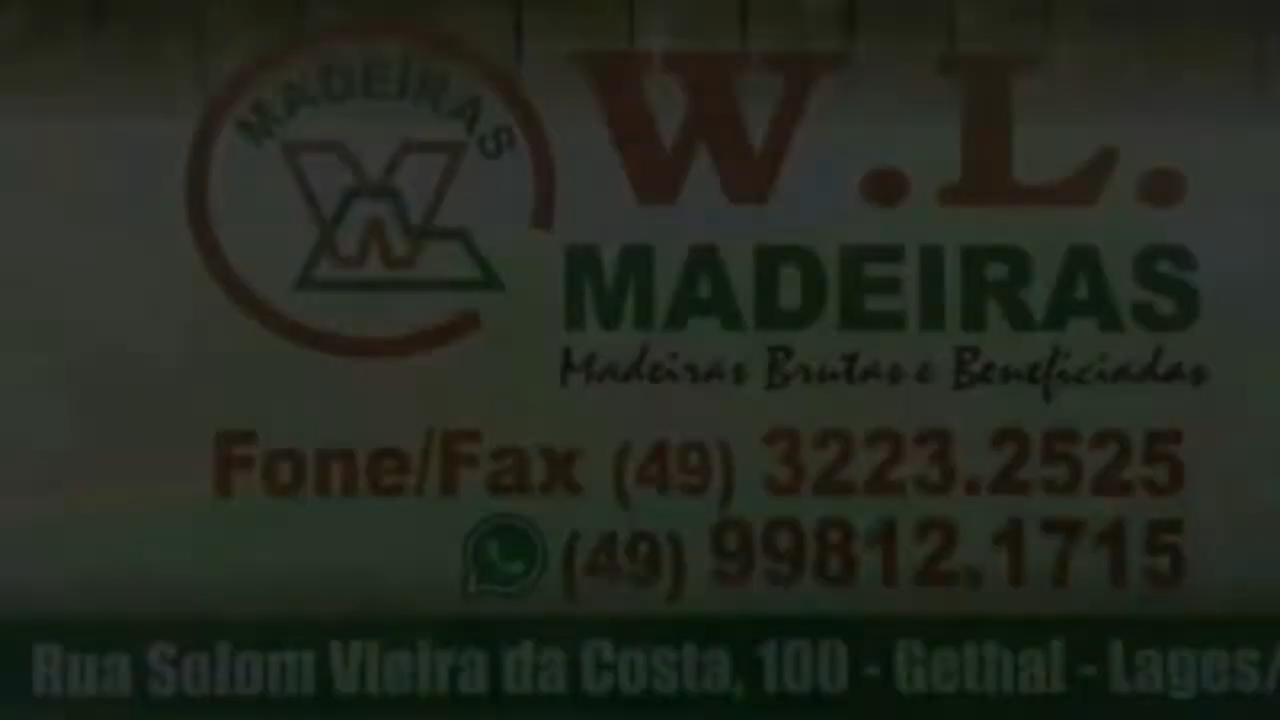 MADEIRAS
W.L.
MADEIRAS
Madeiras Brutas e Beneficiadas
Fone/Fax (49) 3223.2525
(49) 99812.1715
Rua Solom Vieira da Costa, 100 - Gethal - Lages/